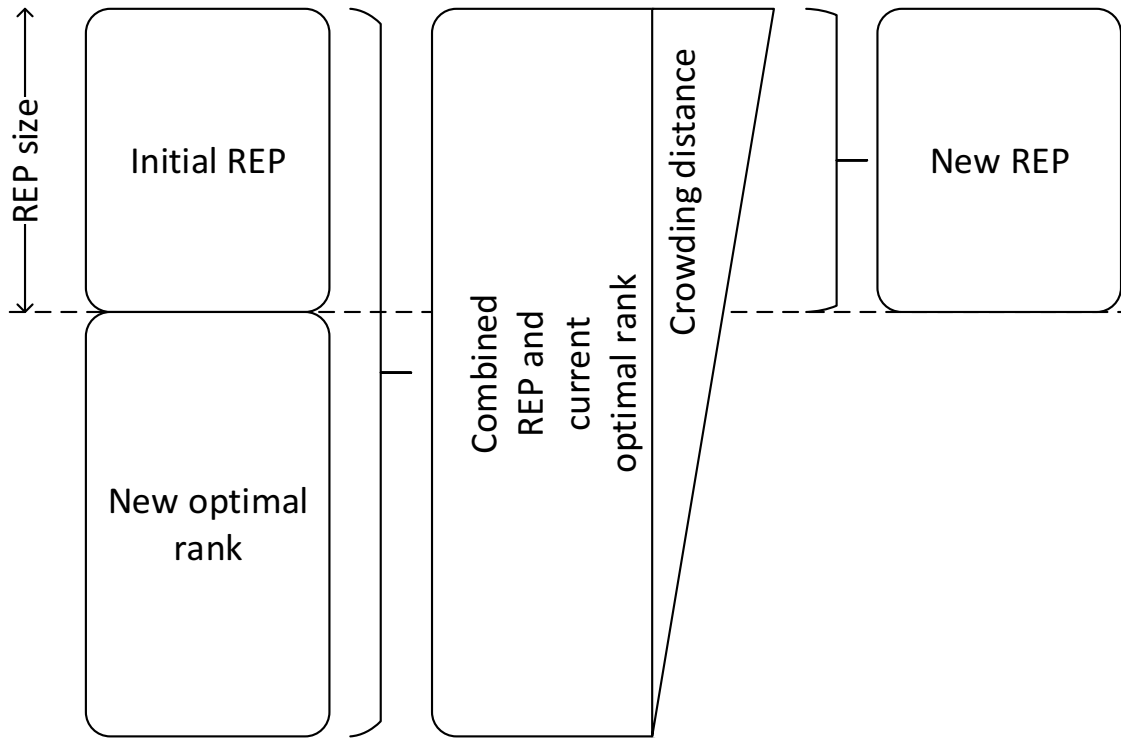 REP size
Initial REP
New optimal
rank
Combined
REP and
current
optimal rank
Crowding distance
New REP